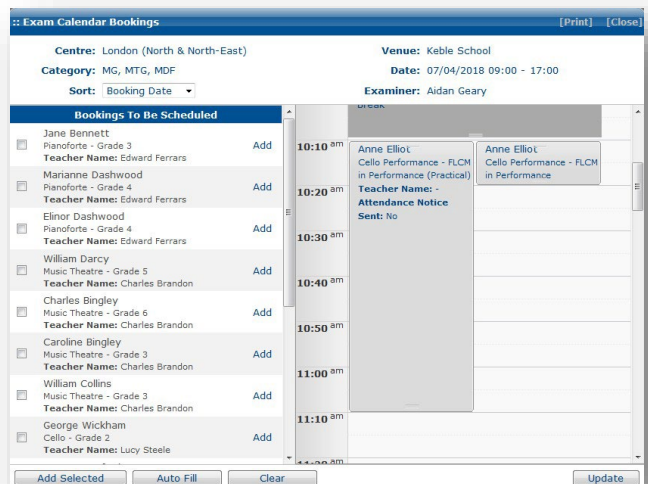 :: Exam Calendar Bookings [Print] [Close]
Centre: London (North & North-East) Venue: Keble School
Category: MG, MTG, MDF Date: 07/04/2018 09:00 - 17:00
Sort: Booking Date Examiner: Aidan Geary
Bookings To Be Scheduled
Jane Bennett
Pianoforte - Grade 3 Add
Teacher Name: Edward Ferrars
Marianne Dashwood
Pianoforte - Grade 4 Add
Teacher Name: Edward Ferrars
Elinor Dashwood
Pianoforte - Grade 4 Add
Teacher Name: Edward Ferrars
William Darcy
Music Theatre - Grade 5 Add
Teacher Name: Charles Brandon
Charles Bingley
Music Theatre - Grade 6 Add
Teacher Name: Charles Brandon
Caroline Bingley
Music Theatre - Grade 3 Add
Teacher Name: Charles Brandon
William Collins
Music Theatre - Grade 3 Add
Teacher Name: Charles Brandon
George Wickham
Cello - Grade 2 Add
Teacher Name: Lucy Steele
Break
10:10 am
10:20 am
10:30 am
10:40 am
10:50 am
11:00 am
11:10 am
11:20 am
Anne Elliot
Cello Performance - FLCM
in Performance (Practical)
Teacher Name: -
Attendance Notice
Sent: No
Anne Elliot
Cello Performance - FLCM
in Performance
Add Selected Auto Fill Clear Update